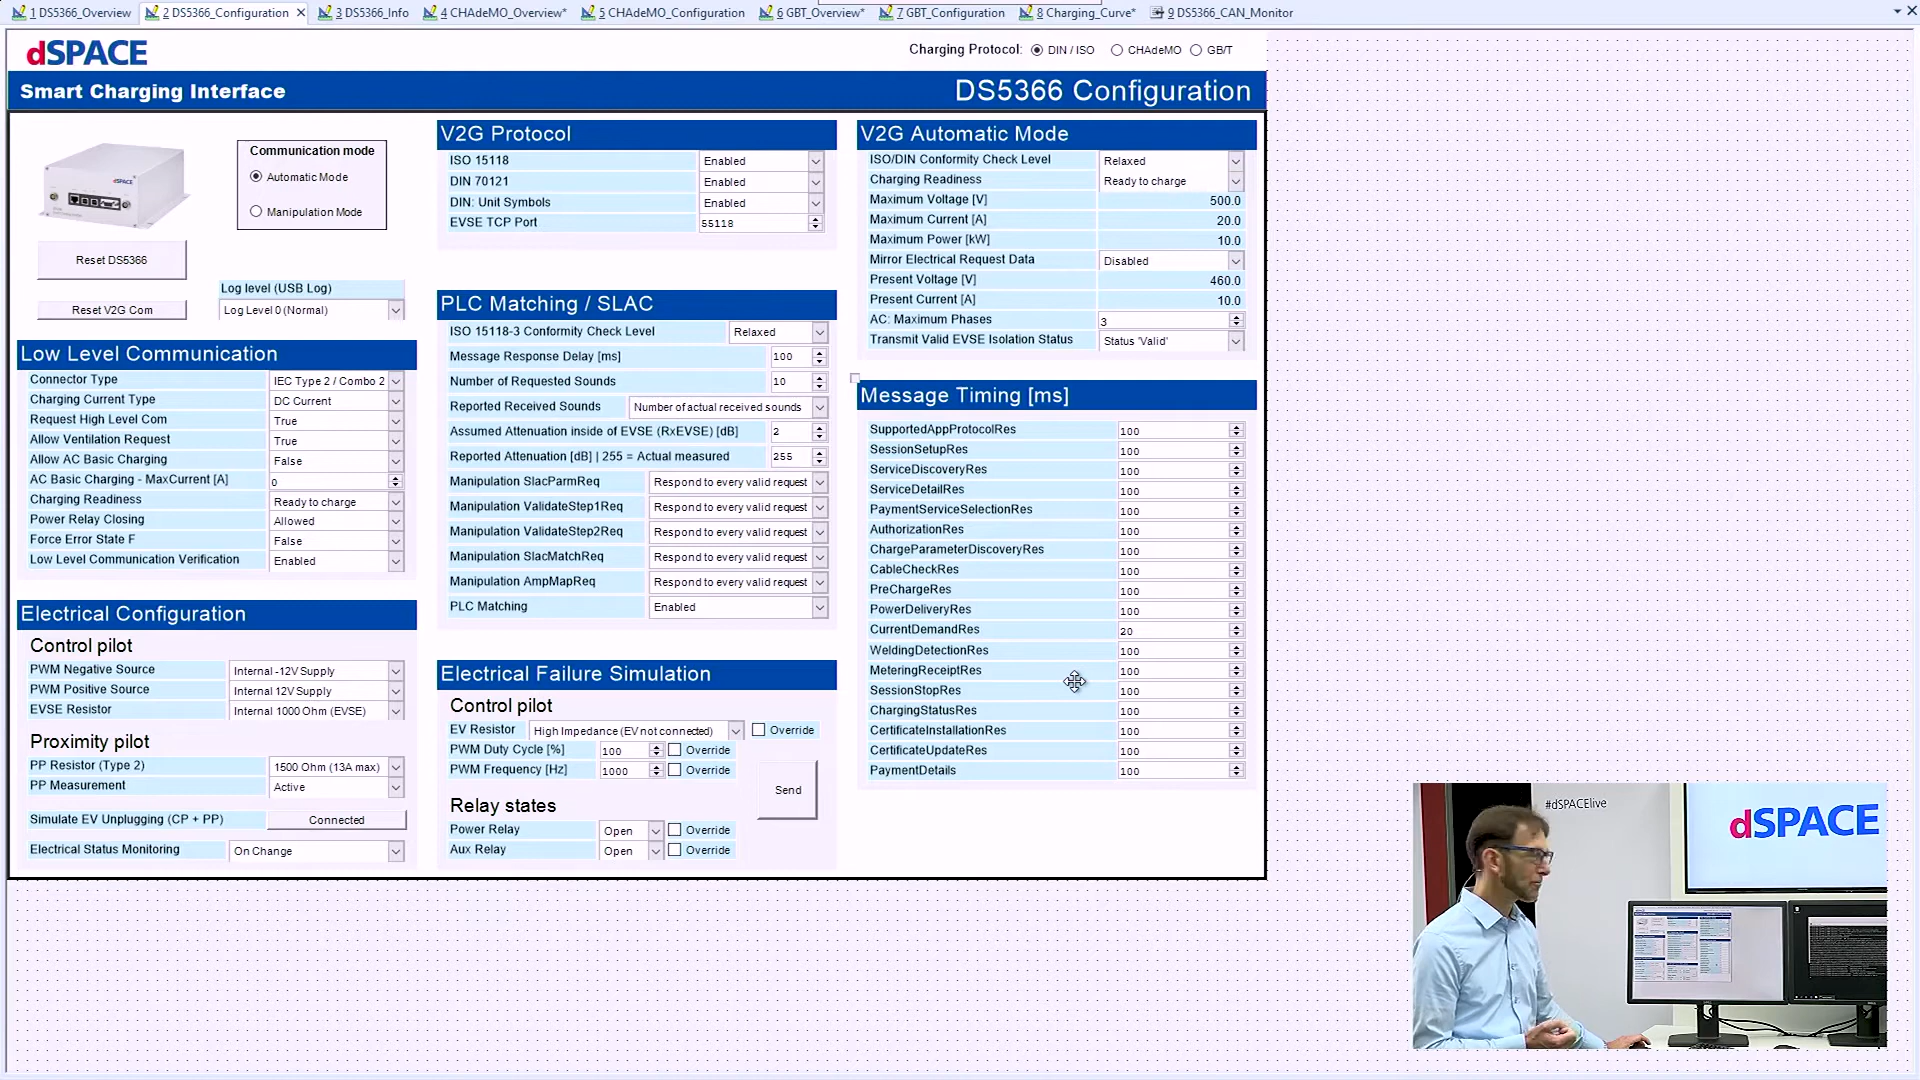 1 DS5366_Overview
2 DS5366_Configuration
3 DS5366_Info
4 CHAdeMO_Overview*
5 CHAdeMO_Configuration
6 GBT_Overview*
7 GBT_Configuration
8 Charging_Curve*
9 DS5366_CAN_Monitor
dSPACE
Charging Protocol: DIN / ISO CHAdeMO GB/T
Smart Charging Interface
DS5366 Configuration
Communication mode
Automatic Mode
Manipulation Mode
Reset DS5366
Log level (USB Log)
Reset V2G Com
Log Level 0 (Normal)
Low Level Communication
Connector Type IEC Type 2 / Combo 2
Charging Current Type DC Current
Request High Level Com True
Allow Ventilation Request True
Allow AC Basic Charging False
AC Basic Charging - MaxCurrent [A] 0
Charging Readiness Ready to charge
Power Relay Closing Allowed
Force Error State F False
Low Level Communication Verification Enabled
Electrical Configuration
Control pilot
PWM Negative Source Internal -12V Supply
PWM Positive Source Internal 12V Supply
EVSE Resistor Internal 1000 Ohm (EVSE)
Proximity pilot
PP Resistor (Type 2) 1500 Ohm (13A max)
PP Measurement Active
Simulate EV Unplugging (CP + PP) Connected
Electrical Status Monitoring On Change
V2G Protocol
ISO 15118 Enabled
DIN 70121 Enabled
DIN: Unit Symbols Enabled
EVSE TCP Port 55118
PLC Matching / SLAC
ISO 15118-3 Conformity Check Level Relaxed
Message Response Delay [ms] 100
Number of Requested Sounds 10
Reported Received Sounds Number of actual received sounds
Assumed Attenuation inside of EVSE (RxEVSE) [dB] 2
Reported Attenuation [dB] | 255 = Actual measured 255
Manipulation SlacParmReq Respond to every valid request
Manipulation ValidateStep1Req Respond to every valid request
Manipulation ValidateStep2Req Respond to every valid request
Manipulation SlacMatchReq Respond to every valid request
Manipulation AmpMapReq Respond to every valid request
PLC Matching Enabled
Electrical Failure Simulation
Control pilot
EV Resistor High Impedance (EV not connected) Override
PWM Duty Cycle [%] 100 Override
PWM Frequency [Hz] 1000 Override
Send
Relay states
Power Relay Open Override
Aux Relay Open Override
V2G Automatic Mode
ISO/DIN Conformity Check Level Relaxed
Charging Readiness Ready to charge
Maximum Voltage [V] 500.0
Maximum Current [A] 20.0
Maximum Power [kW] 10.0
Mirror Electrical Request Data Disabled
Present Voltage [V] 460.0
Present Current [A] 10.0
AC: Maximum Phases 3
Transmit Valid EVSE Isolation Status Status 'Valid'
Message Timing [ms]
SupportedAppProtocolRes 100
SessionSetupRes 100
ServiceDiscoveryRes 100
ServiceDetailRes 100
PaymentServiceSelectionRes 100
AuthorizationRes 100
ChargeParameterDiscoveryRes 100
CableCheckRes 100
PreChargeRes 100
PowerDeliveryRes 100
CurrentDemandRes 20
WeldingDetectionRes 100
MeteringReceiptRes 100
SessionStopRes 100
ChargingStatusRes 100
CertificateInstallationRes 100
CertificateUpdateRes 100
PaymentDetails 100
#dSPACElive
dSPACE